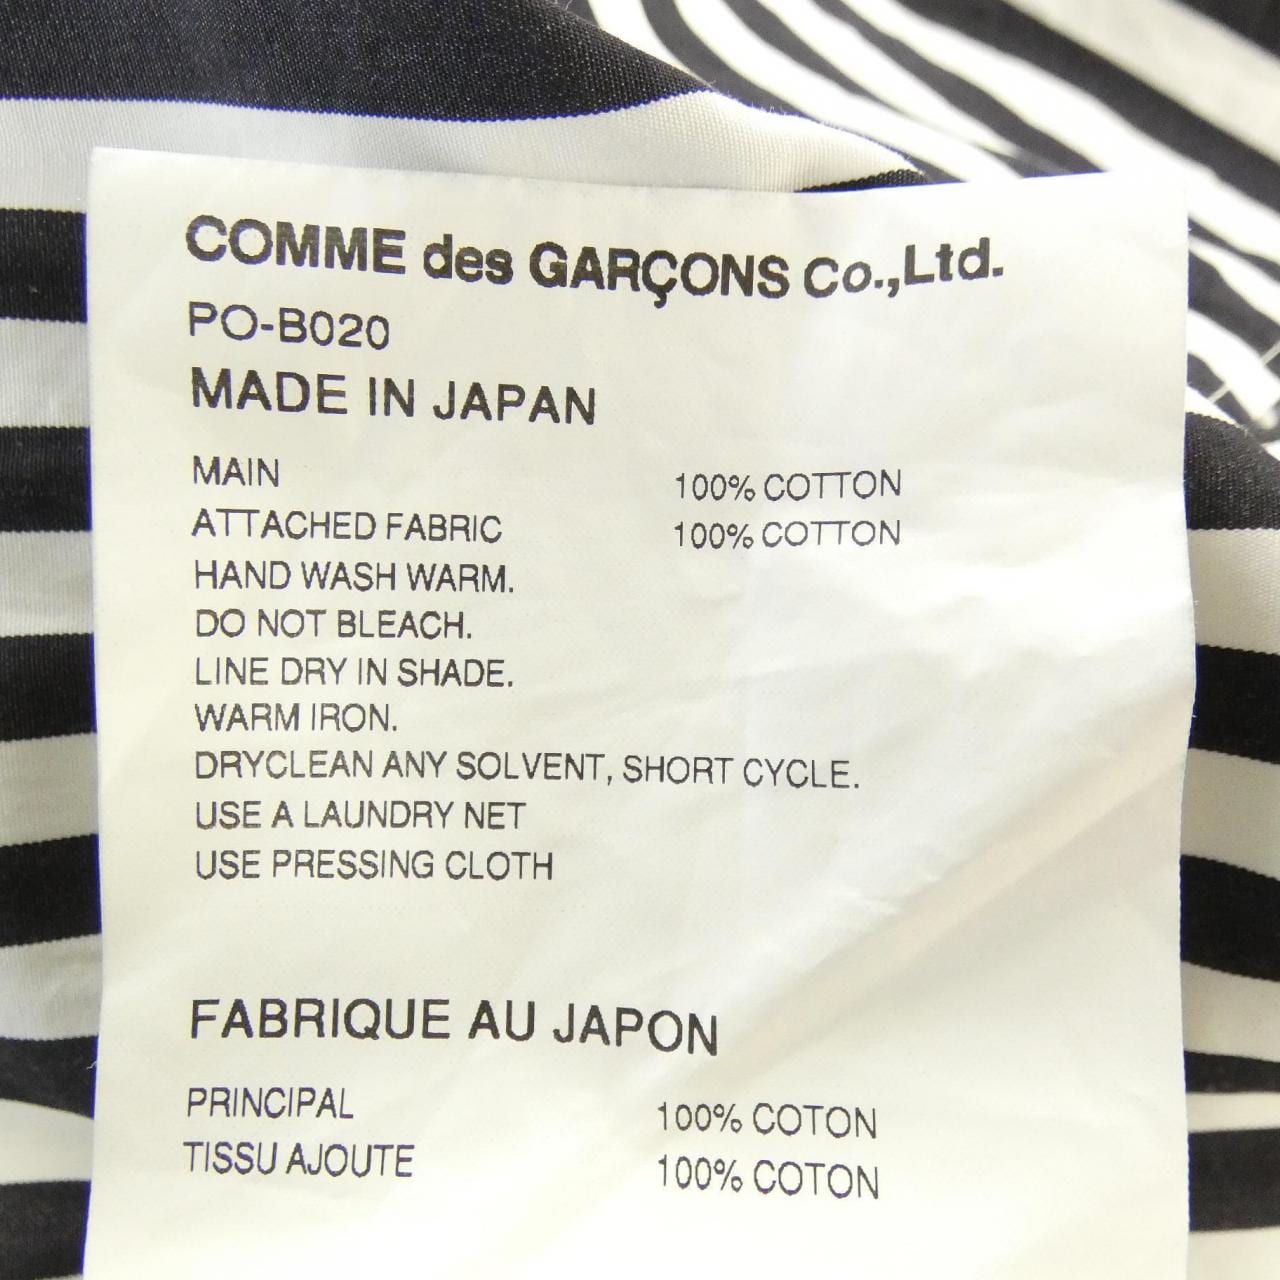 COMME des GARÇONS Co.,Ltd.
PO-B020
MADE IN JAPAN
MAIN 100% COTTON
ATTACHED FABRIC 100% COTTON
HAND WASH WARM.
DO NOT BLEACH.
LINE DRY IN SHADE.
WARM IRON.
DRYCLEAN ANY SOLVENT, SHORT CYCLE.
USE A LAUNDRY NET
USE PRESSING CLOTH
FABRIQUE AU JAPON
PRINCIPAL 100% COTON
TISSU AJOUTE 100% COTON